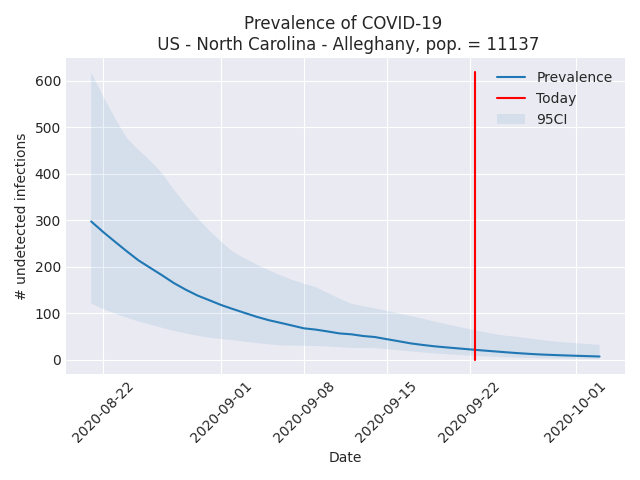 Prevalence of COVID-19
US - North Carolina - Alleghany, pop. = 11137
Prevalence
Today
95CI
# undetected infections
600
500
400
300
200
100
0
2020-08-22
2020-09-01
2020-09-08
2020-09-15
2020-09-22
2020-10-01
Date